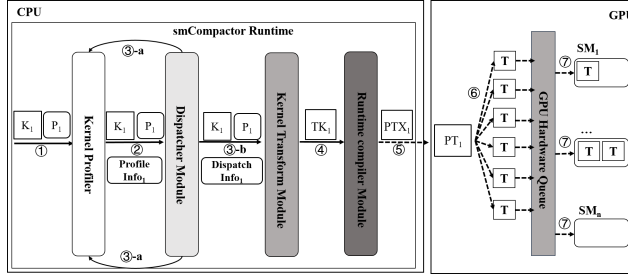 CPU
smCompactor Runtime
③-a
K1 P1
①
Kernel Profiler
K1 P1
②
Profile
Info1
Dispatcher Module
③-a
K1 P1
③-b
Dispatch
Info1
Kernel Transform Module
TK1
④
Runtime compiler Module
PTX1
⑤
GPU
PT1
⑥
T
T
T
T
T
T
GPU Hardware Queue
⑦
SM1
T
⑦
...
T T
⑦
SMn